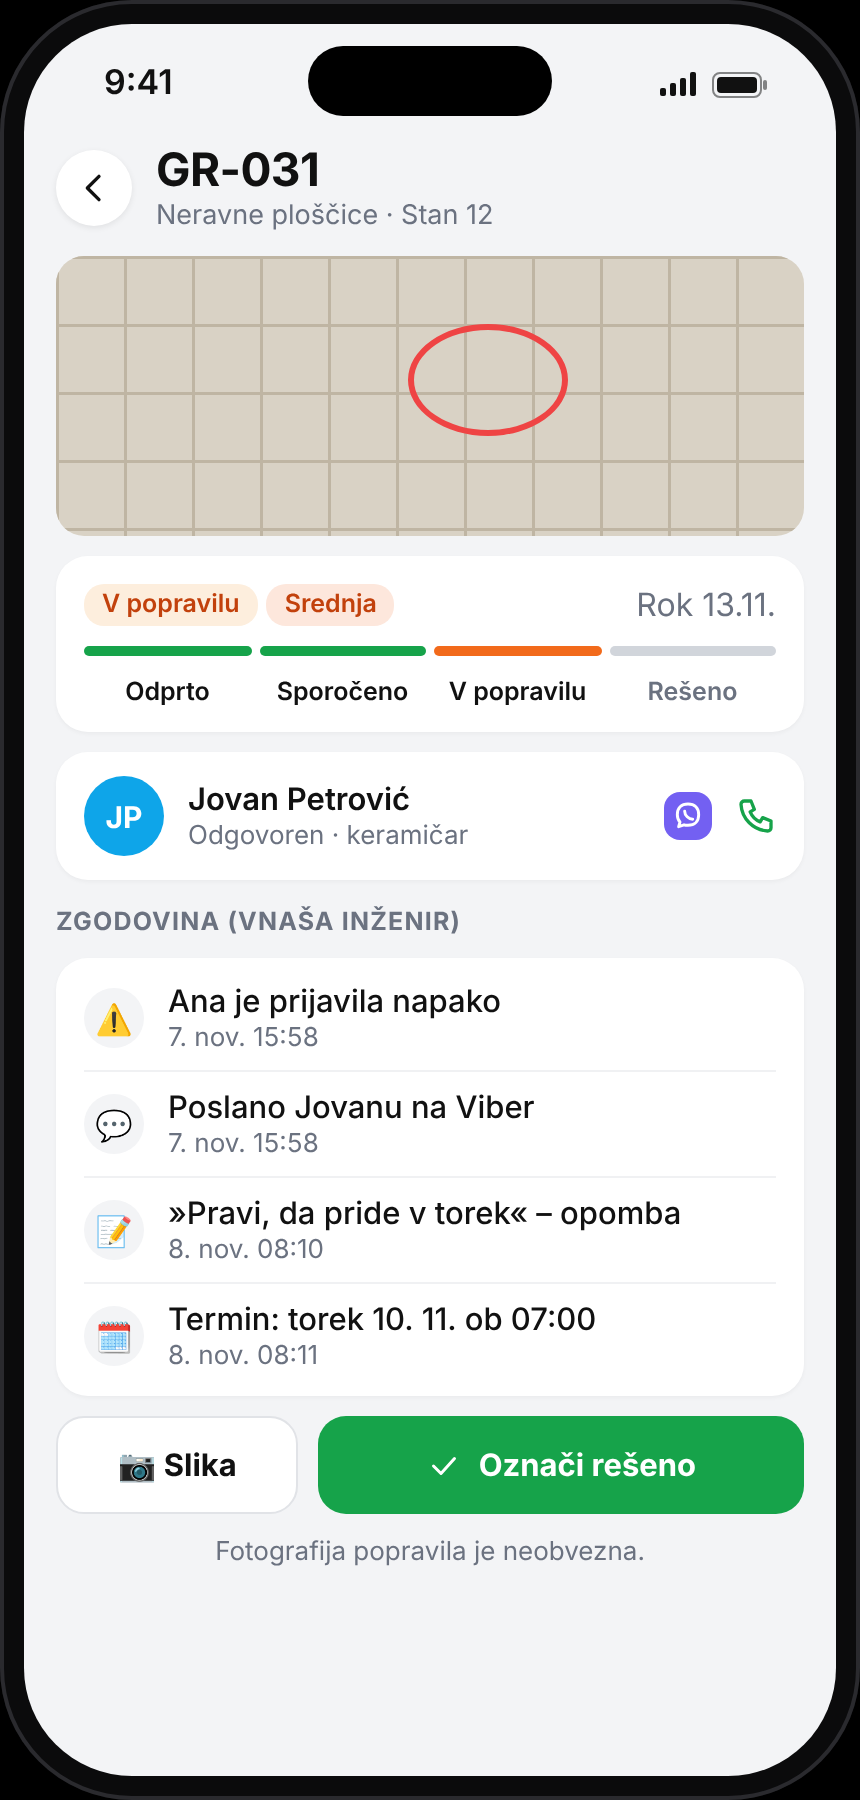 9:41
GR-031
Neravne ploščice · Stan 12
V popravilu
Srednja
Rok 13.11.
Odprto
Sporočeno
V popravilu
Rešeno
JP
Jovan Petrović
Odgovoren · keramičar
ZGODOVINA (VNAŠA INŽENIR)
Ana je prijavila napako
7. nov. 15:58
Poslano Jovanu na Viber
7. nov. 15:58
»Pravi, da pride v torek« – opomba
8. nov. 08:10
Termin: torek 10. 11. ob 07:00
8. nov. 08:11
Slika
Označi rešeno
Fotografija popravila je neobvezna.